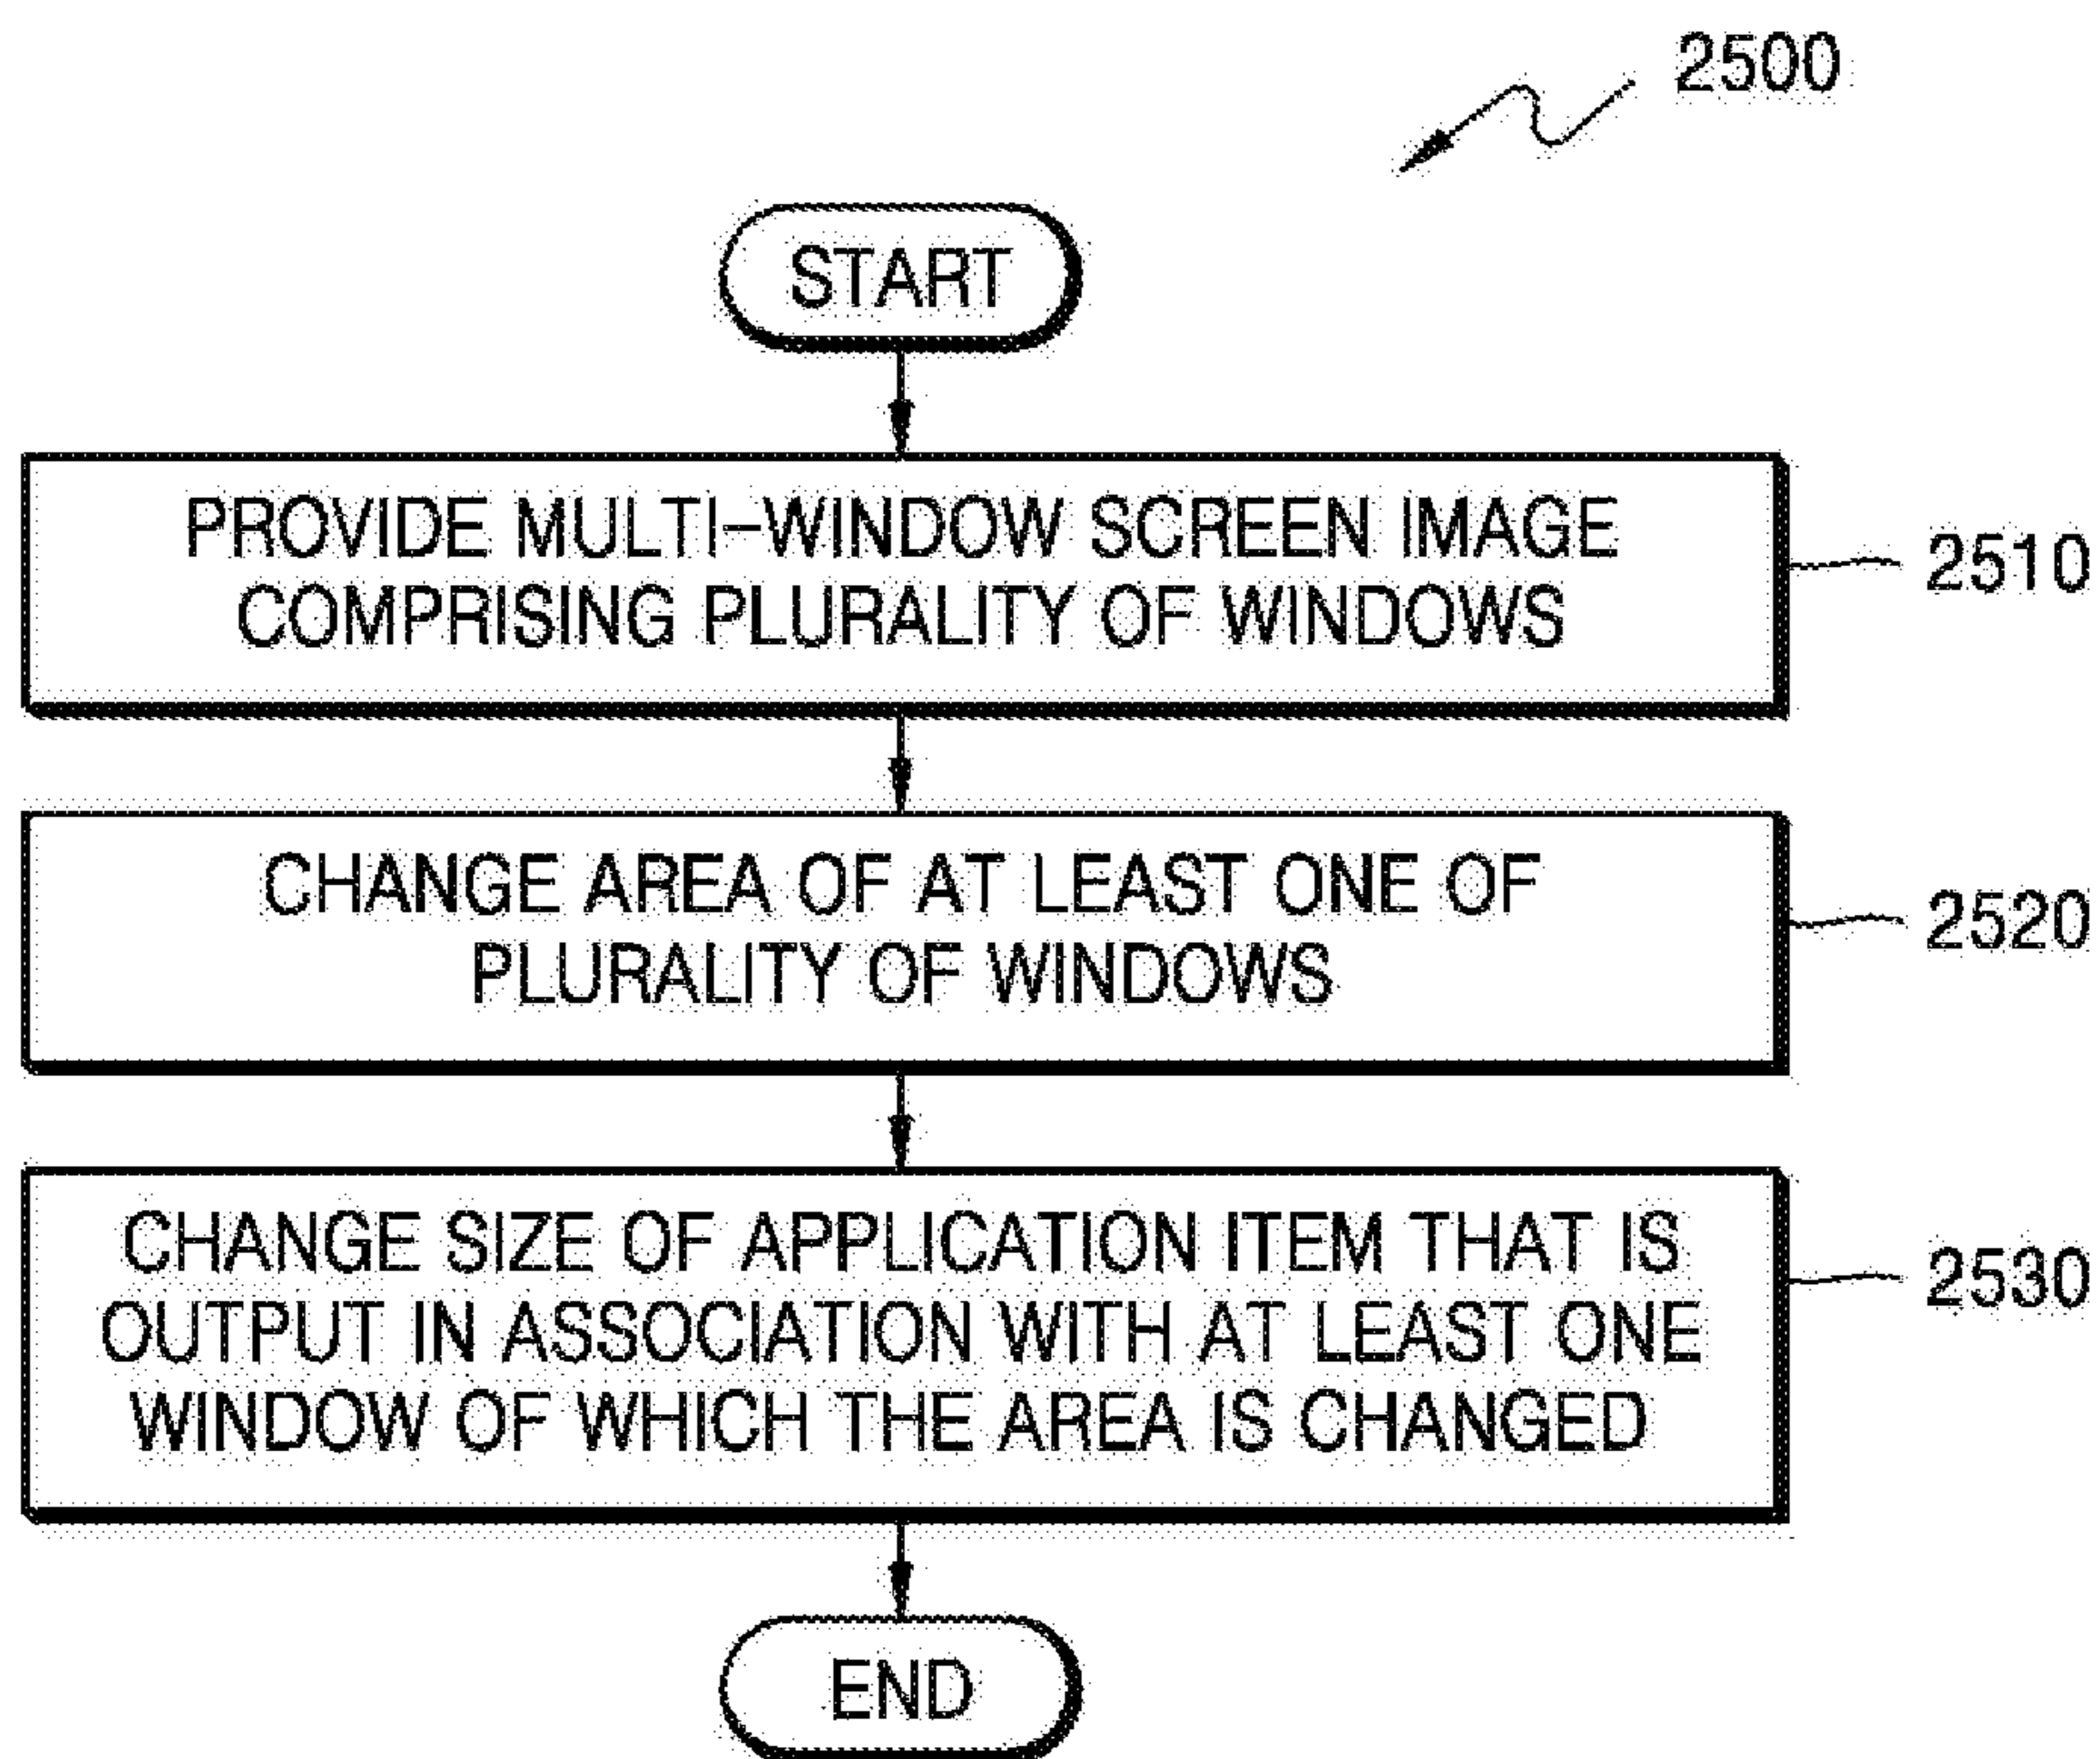 2500
START
PROVIDE MULTI-WINDOW SCREEN IMAGE
COMPRISING PLURALITY OF WINDOWS
2510
CHANGE AREA OF AT LEAST ONE OF
PLURALITY OF WINDOWS
2520
CHANGE SIZE OF APPLICATION ITEM THAT IS
OUTPUT IN ASSOCIATION WITH AT LEAST ONE
WINDOW OF WHICH THE AREA IS CHANGED
2530
END